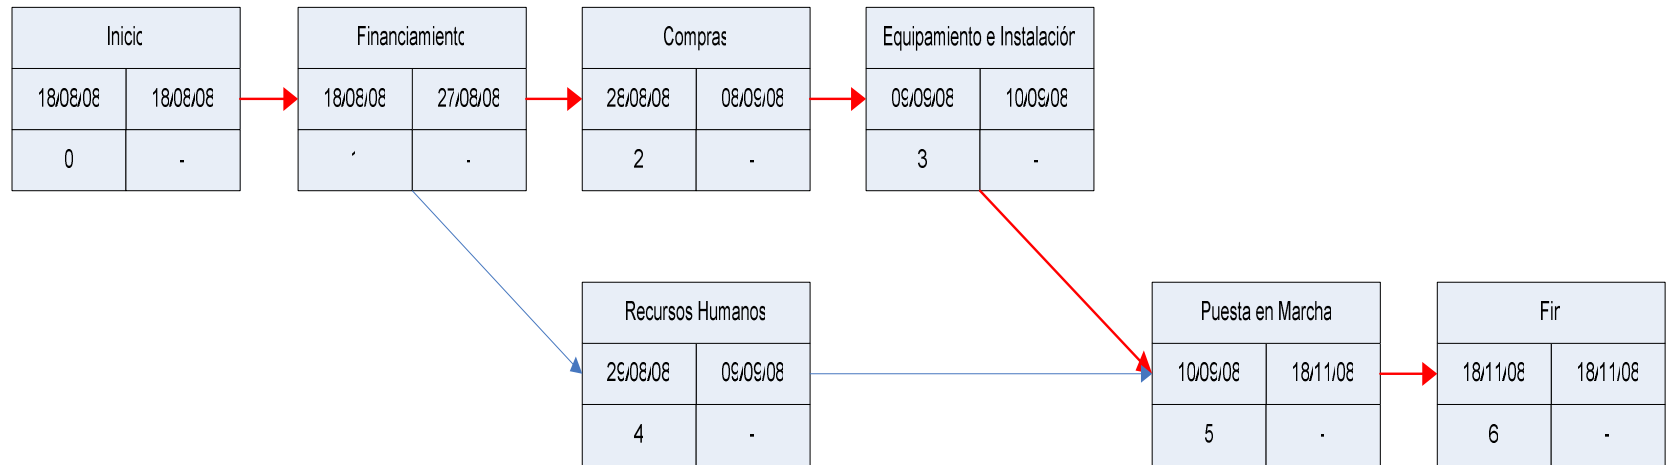 Inicio
Financiamiento
Compras
Equipamiento e Instalación
18/08/08 18/08/08
18/08/08 27/08/08
28/08/08 08/09/08
09/09/08 10/09/08
0 -
1 -
2 -
3 -
Recursos Humanos
Puesta en Marcha
Fin
29/08/08 09/09/08
10/09/08 18/11/08
18/11/08 18/11/08
4 -
5 -
6 -